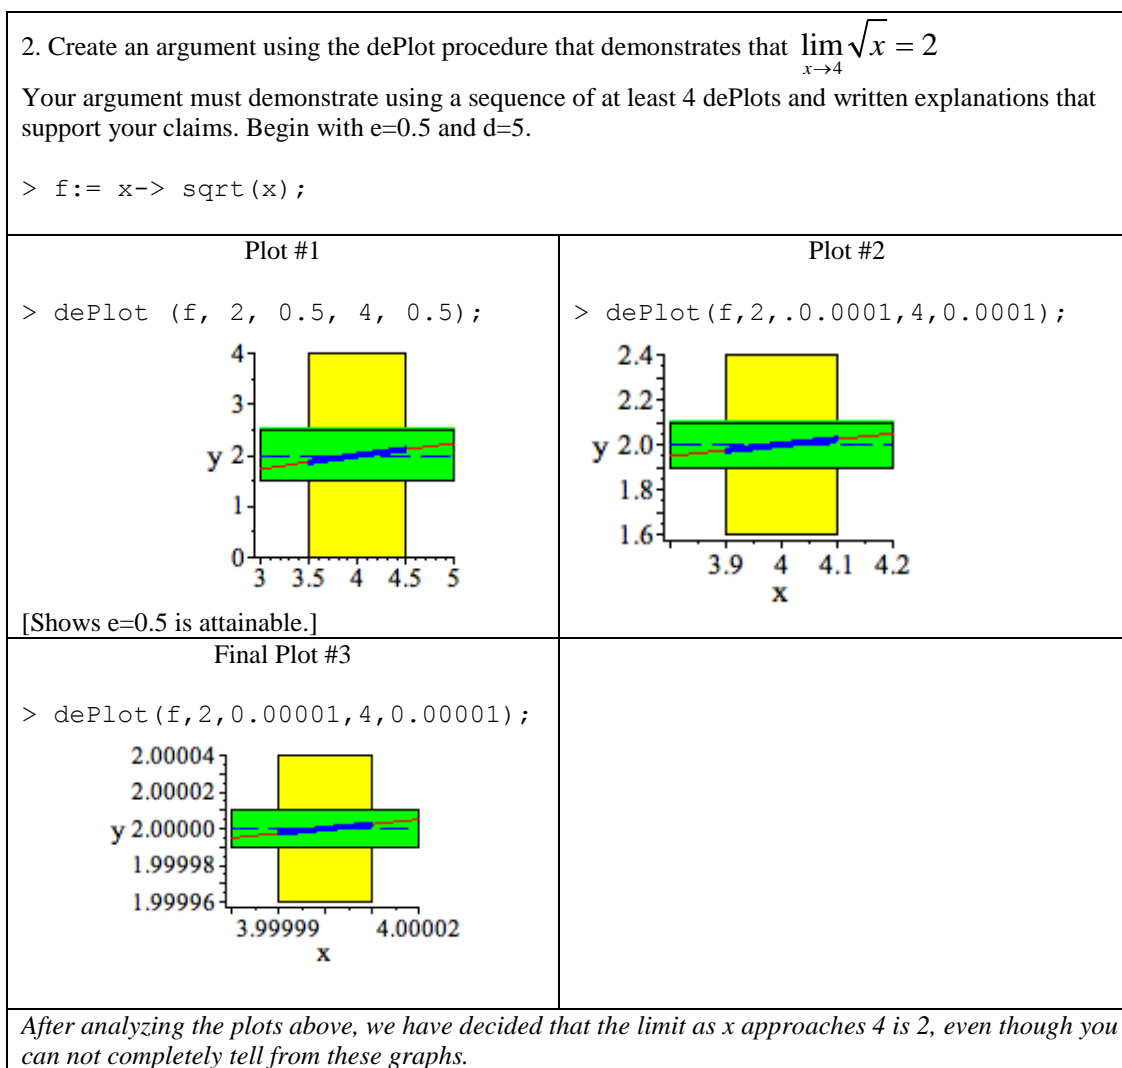 2. Create an argument using the dePlot procedure that demonstrates that lim x→4 √x = 2
Your argument must demonstrate using a sequence of at least 4 dePlots and written explanations that
support your claims. Begin with e=0.5 and d=5.
> f:= x-> sqrt(x);
Plot #1
> dePlot (f, 2, 0.5, 4, 0.5);
4
3
y 2
1
0
3 3.5 4 4.5 5
[Shows e=0.5 is attainable.]
Plot #2
> dePlot(f,2,.0.0001,4,0.0001);
2.4
2.2
y 2.0
1.8
1.6
3.9 4 4.1 4.2
x
Final Plot #3
> dePlot(f,2,0.00001,4,0.00001);
2.00004
2.00002
y 2.00000
1.99998
1.99996
3.99999 4.00002
x
After analyzing the plots above, we have decided that the limit as x approaches 4 is 2, even though you
can not completely tell from these graphs.